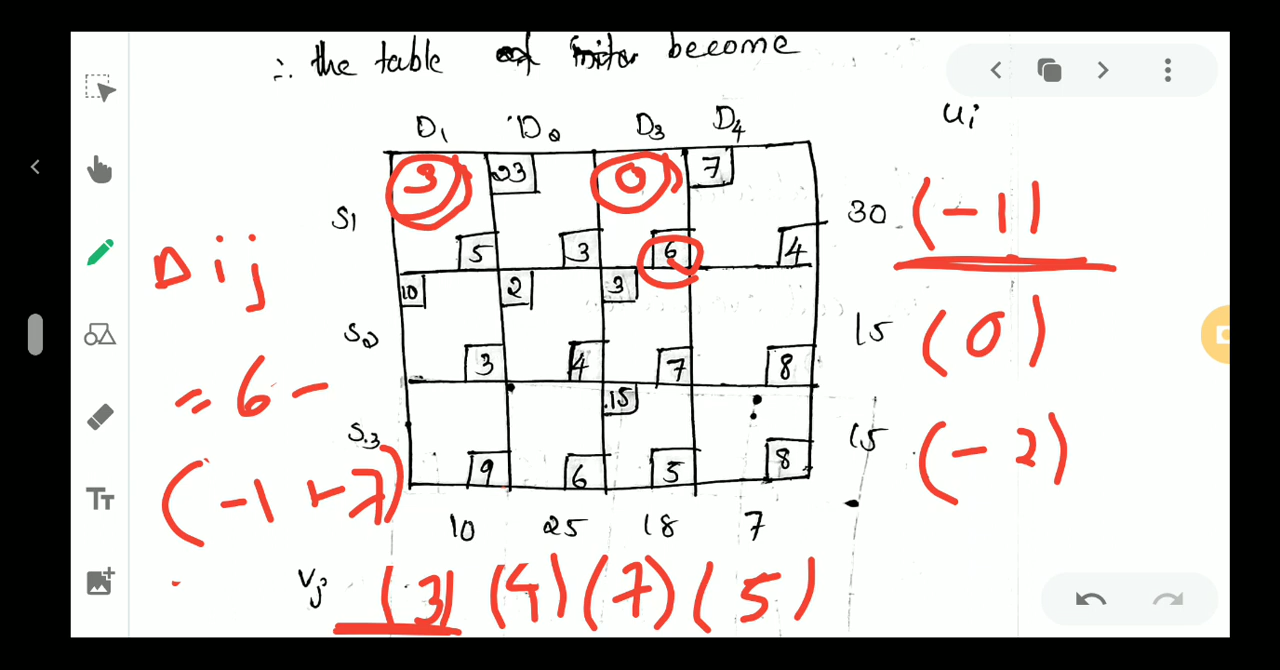 ∴ the table become
ui
D1 D2 D3 D4
3 23 0 7
S1 30 (-1)
5 3 6 4
Δij
10 2 3
S2 15 (0)
3 4 7 8
= 6 -
15
S3 15 (-2)
(-1+7)
9 6 5 8
10 25 18 7
Vj (3) (4) (7) (5)
Tт